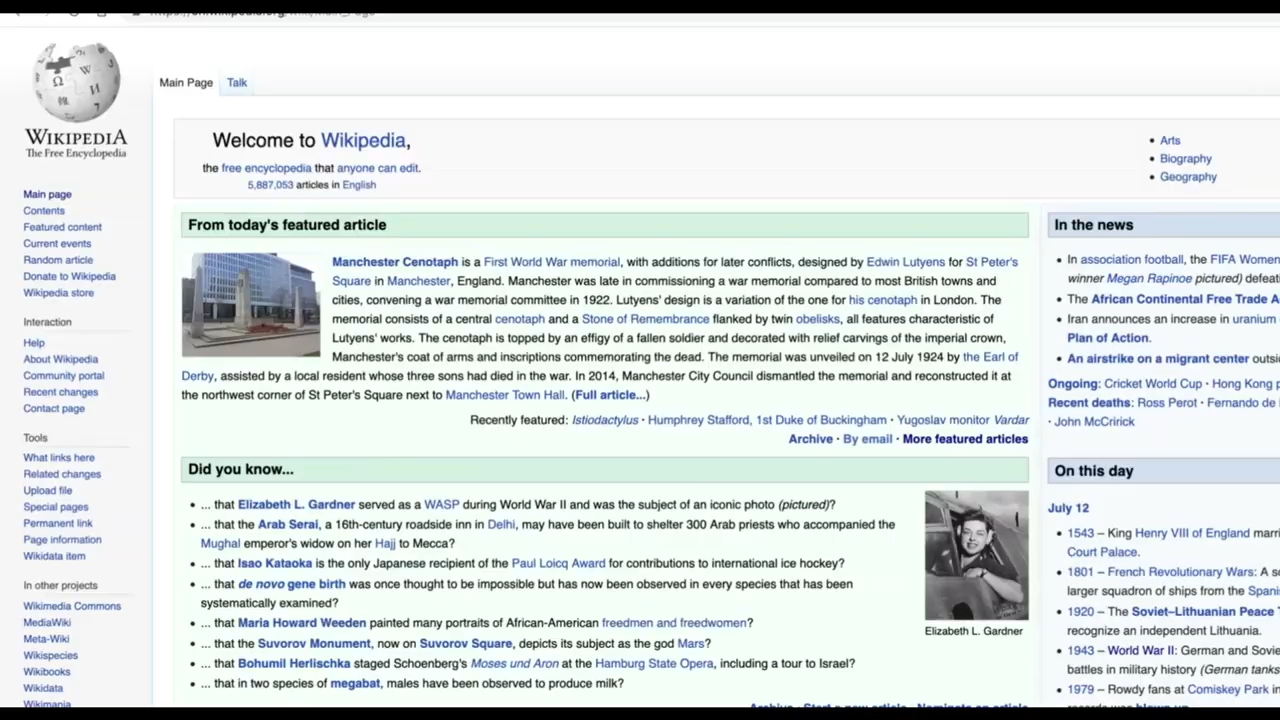 WIKIPEDIA
The Free Encyclopedia
Main page
Contents
Featured content
Current events
Random article
Donate to Wikipedia
Wikipedia store
Interaction
Help
About Wikipedia
Community portal
Recent changes
Contact page
Tools
What links here
Related changes
Upload file
Special pages
Permanent link
Page information
Wikidata item
In other projects
Wikimedia Commons
MediaWiki
Meta-Wiki
Wikispecies
Wikibooks
Wikidata
Wikimania
Main Page Talk
Welcome to Wikipedia,
the free encyclopedia that anyone can edit.
5,887,053 articles in English
• Arts
• Biography
• Geography
From today's featured article
Manchester Cenotaph is a First World War memorial, with additions for later conflicts, designed by Edwin Lutyens for St Peter's
Square in Manchester, England. Manchester was late in commissioning a war memorial compared to most British towns and
cities, convening a war memorial committee in 1922. Lutyens' design is a variation of the one for his cenotaph in London. The
memorial consists of a central cenotaph and a Stone of Remembrance flanked by twin obelisks, all features characteristic of
Lutyens' works. The cenotaph is topped by an effigy of a fallen soldier and decorated with relief carvings of the imperial crown,
Manchester's coat of arms and inscriptions commemorating the dead. The memorial was unveiled on 12 July 1924 by the Earl of
Derby, assisted by a local resident whose three sons had died in the war. In 2014, Manchester City Council dismantled the memorial and reconstructed it at
the northwest corner of St Peter's Square next to Manchester Town Hall. (Full article...)
Recently featured: Istiodactylus · Humphrey Stafford, 1st Duke of Buckingham · Yugoslav monitor Vardar
Archive · By email · More featured articles
Did you know...
• ... that Elizabeth L. Gardner served as a WASP during World War II and was the subject of an iconic photo (pictured)?
• ... that the Arab Serai, a 16th-century roadside inn in Delhi, may have been built to shelter 300 Arab priests who accompanied the
Mughal emperor's widow on her Hajj to Mecca?
• ... that Isao Kataoka is the only Japanese recipient of the Paul Loicq Award for contributions to international ice hockey?
• ... that de novo gene birth was once thought to be impossible but has now been observed in every species that has been
systematically examined?
• ... that Maria Howard Weeden painted many portraits of African-American freedmen and freedwomen?
• ... that the Suvorov Monument, now on Suvorov Square, depicts its subject as the god Mars?
• ... that Bohumil Herlischka staged Schoenberg's Moses und Aron at the Hamburg State Opera, including a tour to Israel?
• ... that in two species of megabat, males have been observed to produce milk?
Elizabeth L. Gardner
Archive · Start a new article · Nominate an article
In the news
• In association football, the FIFA Women
winner Megan Rapinoe pictured) defeat
• The African Continental Free Trade A
• Iran announces an increase in uranium
Plan of Action.
• An airstrike on a migrant center outsi
Ongoing: Cricket World Cup · Hong Kong p
Recent deaths: Ross Perot · Fernando de
· John McCririck
On this day
July 12
• 1543 – King Henry VIII of England marri
Court Palace.
• 1801 – French Revolutionary Wars: A s
larger squadron of ships from the Spani
• 1920 – The Soviet–Lithuanian Peace T
recognize an independent Lithuania.
• 1943 – World War II: German and Sovie
battles in military history (German tanks
• 1979 – Rowdy fans at Comiskey Park in
records was blown up